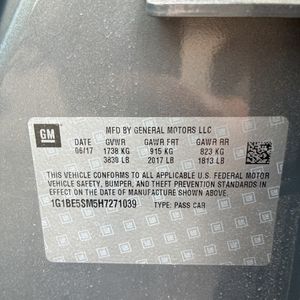 GM
MFD BY GENERAL MOTORS LLC
DATE GVWR GAWR FRT GAWR RR
06/17 1738 KG 915 KG 823 KG
3830 LB 2017 LB 1813 LB
THIS VEHICLE CONFORMS TO ALL APPLICABLE U.S. FEDERAL MOTOR
VEHICLE SAFETY, BUMPER, AND THEFT PREVENTION STANDARDS IN
EFFECT ON THE DATE OF MANUFACTURE SHOWN ABOVE.
1G1BE5SM5H7271039 TYPE: PASS CAR